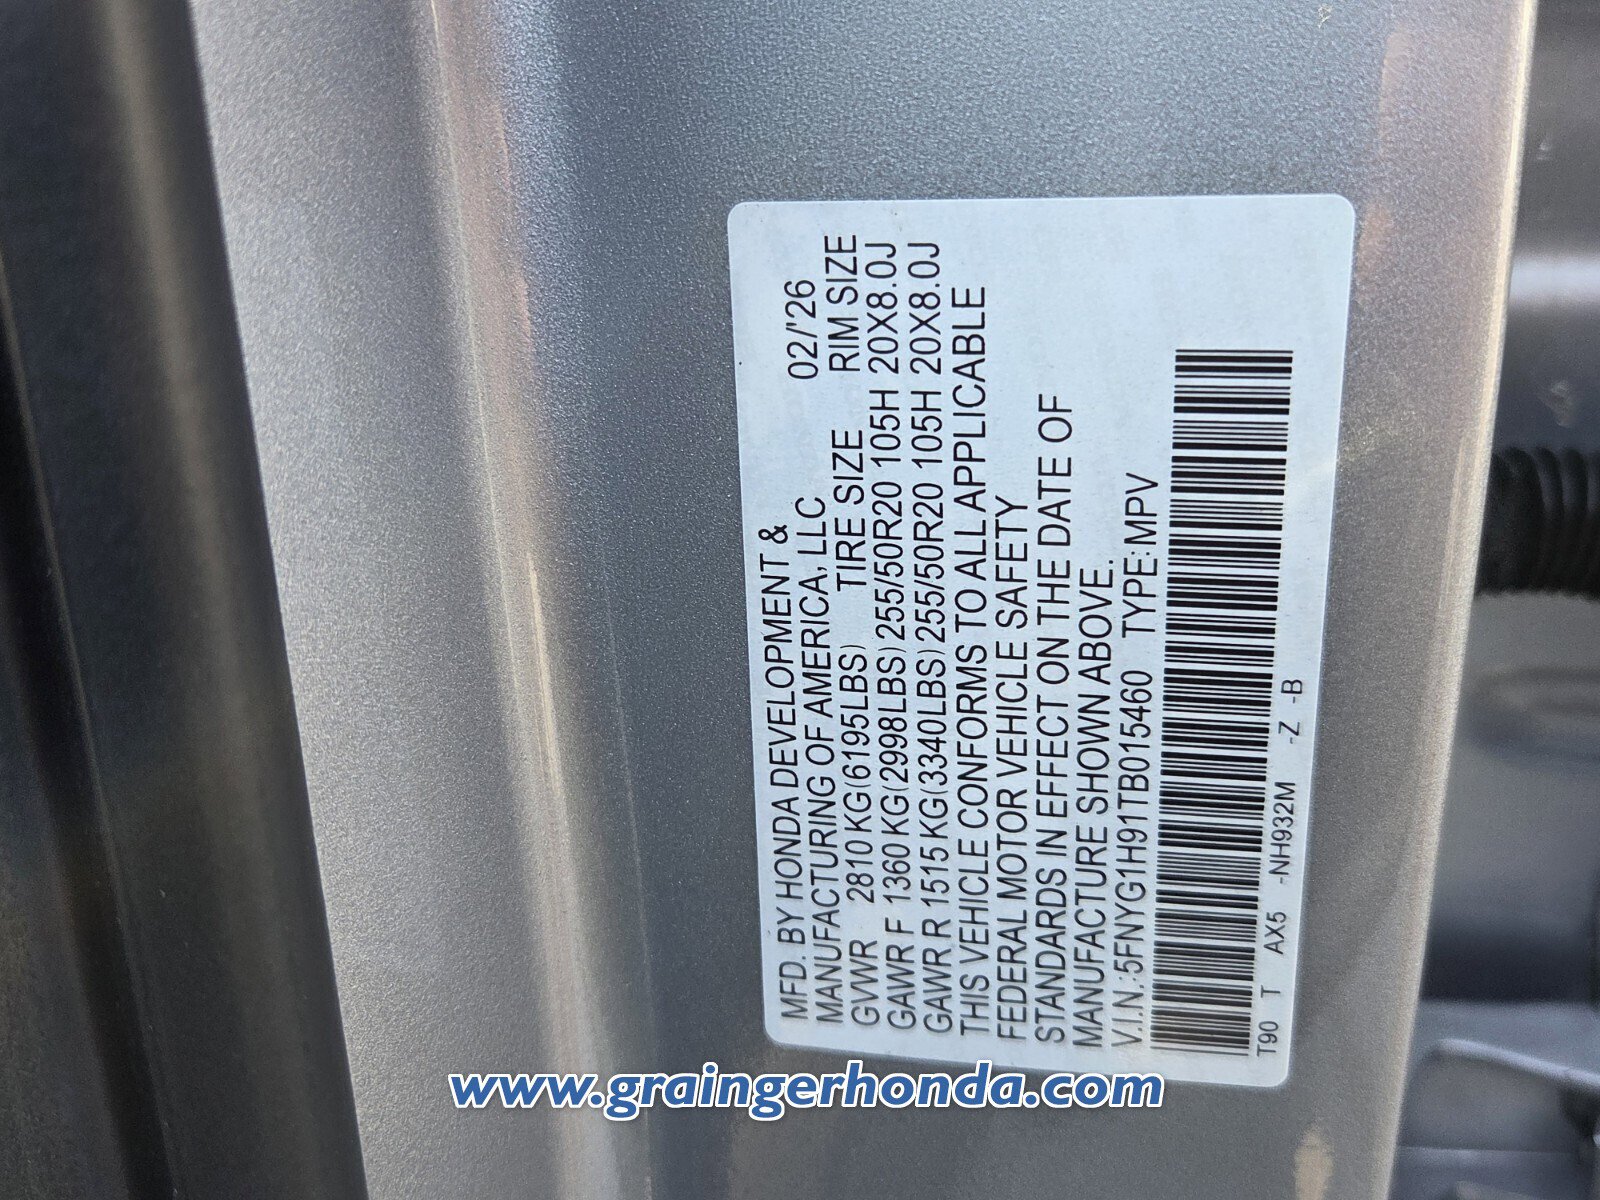 MFD. BY HONDA DEVELOPMENT &
MANUFACTURING OF AMERICA, LLC 02/'26
GVWR 2810 KG(6195LBS) TIRE SIZE RIM SIZE
GAWR F 1360 KG(2998LBS) 255/50R20 105H 20X8.0J
GAWR R 1515 KG(3340LBS) 255/50R20 105H 20X8.0J
THIS VEHICLE CONFORMS TO ALL APPLICABLE
FEDERAL MOTOR VEHICLE SAFETY
STANDARDS IN EFFECT ON THE DATE OF
MANUFACTURE SHOWN ABOVE.
V.I.N.:5FNYG1H91TB015460 TYPE:MPV
T90 T AX5 -NH932M -Z -B
www.graingerhonda.com